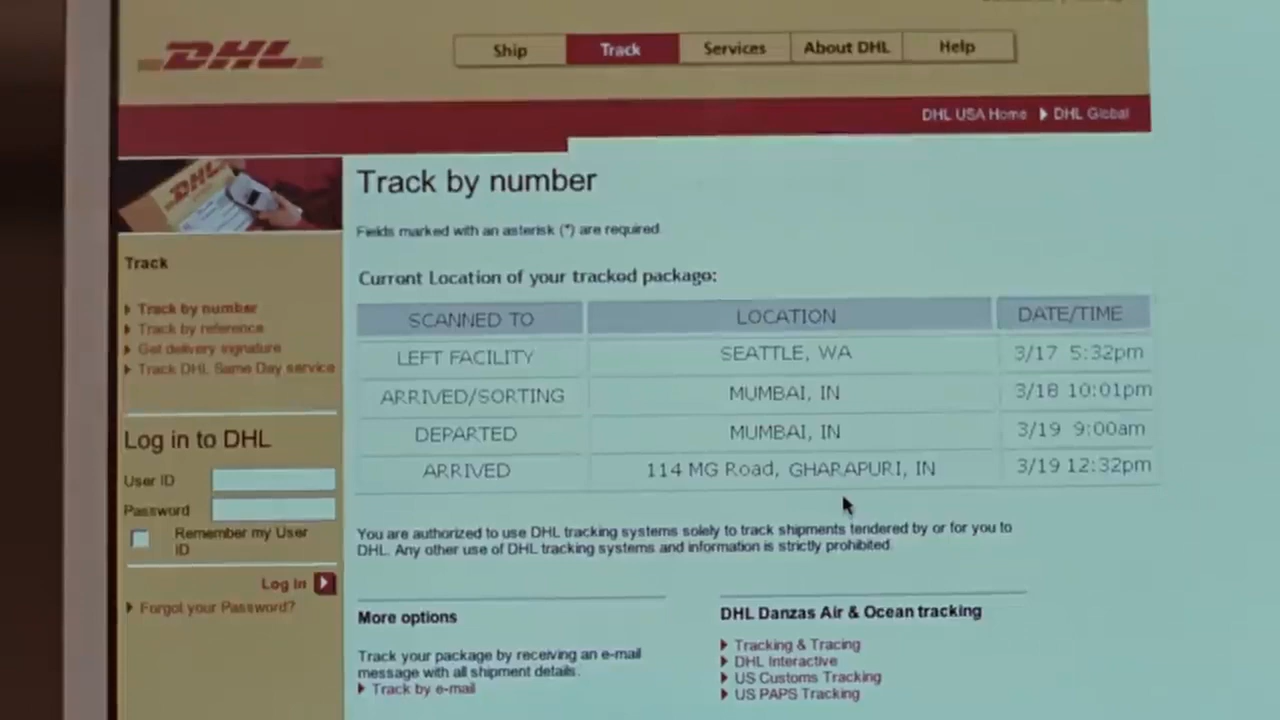 DHL
Ship
Track
Services
About DHL
Help
DHL USA Home
DHL Global
DHL
Track by number
Fields marked with an asterisk (*) are required
Current Location of your tracked package:
SCANNED TO LOCATION DATE/TIME
LEFT FACILITY SEATTLE, WA 3/17 5:32pm
ARRIVED/SORTING MUMBAI, IN 3/18 10:01pm
DEPARTED MUMBAI, IN 3/19 9:00am
ARRIVED 114 MG Road, GHARAPURI, IN 3/19 12:32pm
You are authorized to use DHL tracking systems solely to track shipments tendered by or for you to
DHL. Any other use of DHL tracking systems and information is strictly prohibited.
Track
Track by number
Track by reference
Get delivery signature
Track DHL Same Day service
Log in to DHL
User ID
Password
Remember my User
ID
Log in
Forgot your Password?
More options
Track your package by receiving an e-mail
message with all shipment details.
Track by e-mail
DHL Danzas Air & Ocean tracking
Tracking & Tracing
DHL Interactive
US Customs Tracking
US PAPS Tracking